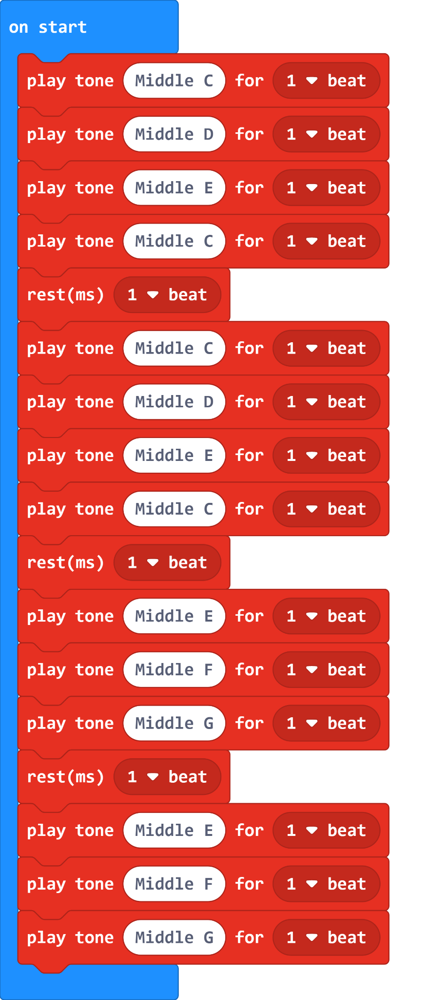 on start
play tone Middle C for 1 beat
play tone Middle D for 1 beat
play tone Middle E for 1 beat
play tone Middle C for 1 beat
rest(ms) 1 beat
play tone Middle C for 1 beat
play tone Middle D for 1 beat
play tone Middle E for 1 beat
play tone Middle C for 1 beat
rest(ms) 1 beat
play tone Middle E for 1 beat
play tone Middle F for 1 beat
play tone Middle G for 1 beat
rest(ms) 1 beat
play tone Middle E for 1 beat
play tone Middle F for 1 beat
play tone Middle G for 1 beat